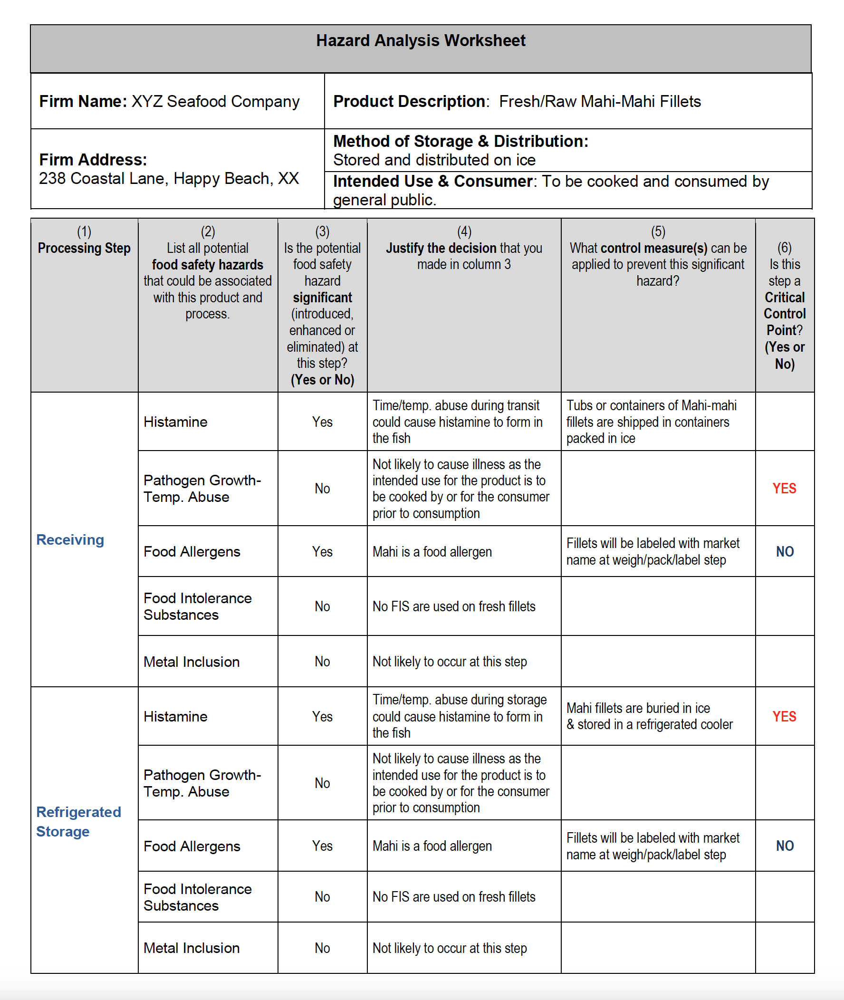 Hazard Analysis Worksheet
Firm Name: XYZ Seafood Company
Product Description:  Fresh/Raw Mahi-Mahi Fillets
Firm Address:
238 Coastal Lane, Happy Beach, XX
Method of Storage & Distribution:
Stored and distributed on ice
Intended Use & Consumer: To be cooked and consumed by
general public.
(1)
Processing Step
(2)
List all potential
food safety hazards
that could be associated
with this product and
process.
(3)
Is the potential
food safety
hazard
significant
(introduced,
enhanced or
eliminated) at
this step?
(Yes or No)
(4)
Justify the decision that you
made in column 3
(5)
What control measure(s) can be
applied to prevent this significant
hazard?
(6)
Is this
step a
Critical
Control
Point?
(Yes or
No)
Receiving
Histamine
Yes
Time/temp. abuse during transit
could cause histamine to form in
the fish
Tubs or containers of Mahi-mahi
fillets are shipped in containers
packed in ice
Pathogen Growth-
Temp. Abuse
No
Not likely to cause illness as the
intended use for the product is to
be cooked by or for the consumer
prior to consumption
YES
Food Allergens
Yes
Mahi is a food allergen
Fillets will be labeled with market
name at weigh/pack/label step
NO
Food Intolerance
Substances
No
No FIS are used on fresh fillets
Metal Inclusion
No
Not likely to occur at this step
Refrigerated
Storage
Histamine
Yes
Time/temp. abuse during storage
could cause histamine to form in
the fish
Mahi fillets are buried in ice
& stored in a refrigerated cooler
YES
Pathogen Growth-
Temp. Abuse
No
Not likely to cause illness as the
intended use for the product is to
be cooked by or for the consumer
prior to consumption
Food Allergens
Yes
Mahi is a food allergen
Fillets will be labeled with market
name at weigh/pack/label step
NO
Food Intolerance
Substances
No
No FIS are used on fresh fillets
Metal Inclusion
No
Not likely to occur at this step